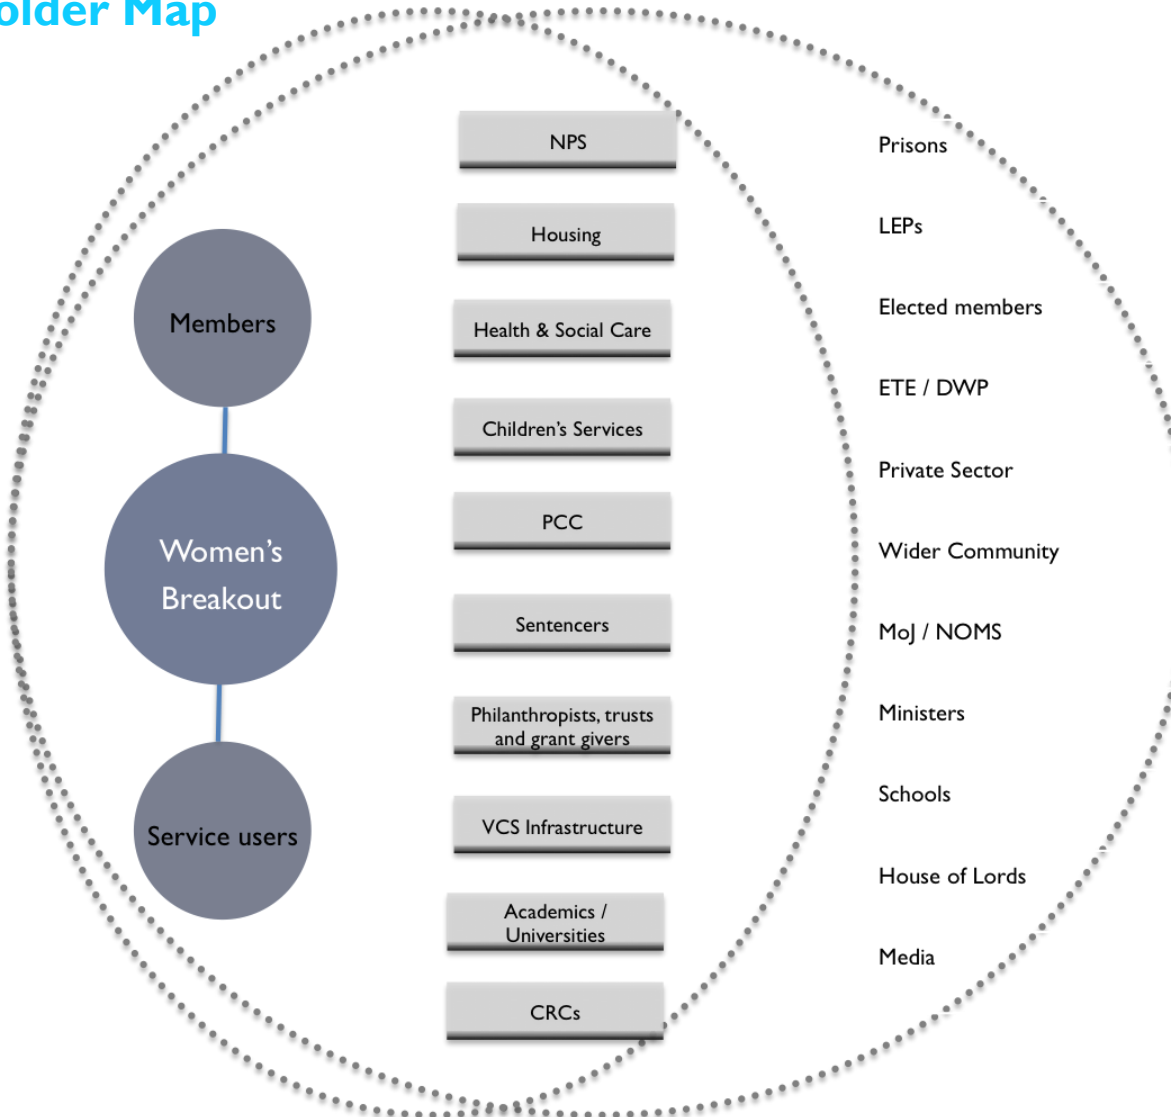 older Map
Members
Women's
Breakout
Service users
NPS
Housing
Health & Social Care
Children's Services
PCC
Sentencers
Philanthropists, trusts
and grant givers
VCS Infrastructure
Academics /
Universities
CRCs
Prisons
LEPs
Elected members
ETE / DWP
Private Sector
Wider Community
MoJ / NOMS
Ministers
Schools
House of Lords
Media